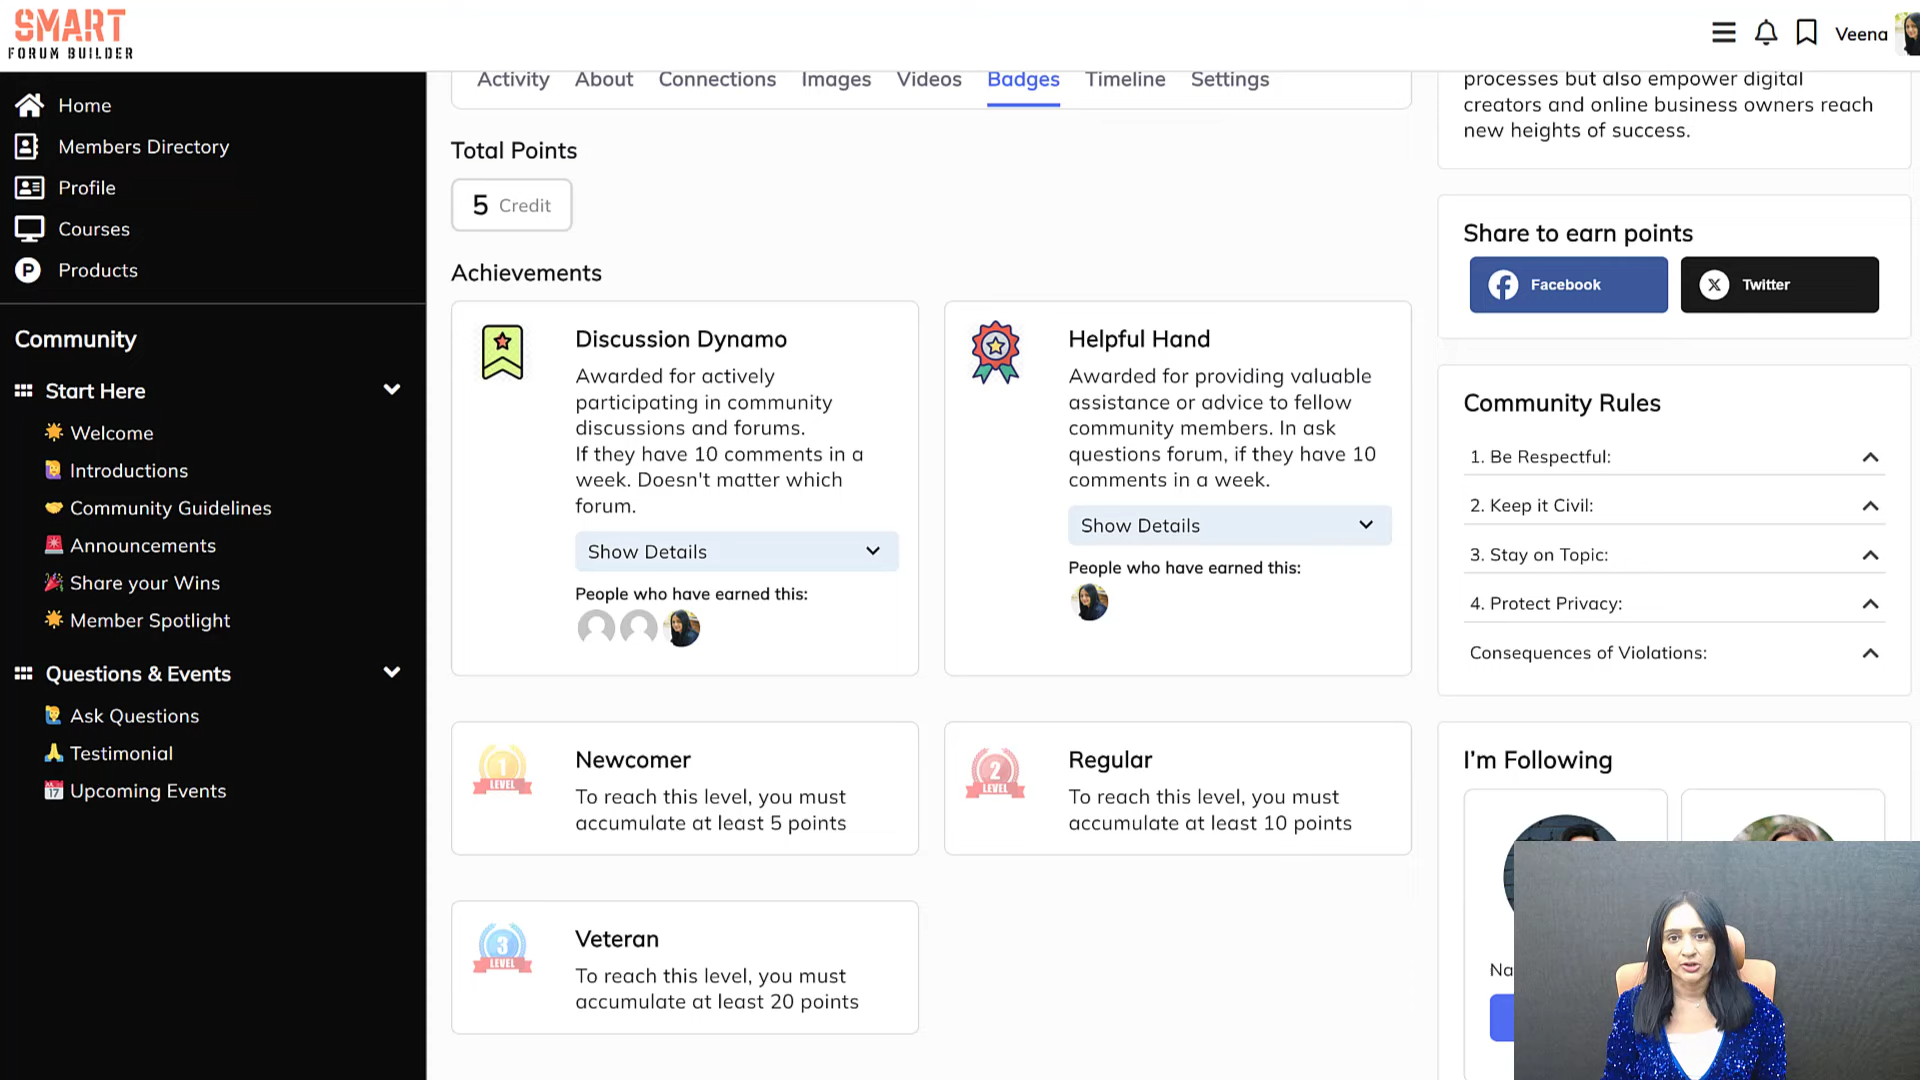 SMART
FORUM BUILDER
Veena
Home
Members Directory
Profile
Courses
Products
Community
Start Here
Welcome
Introductions
Community Guidelines
Announcements
Share your Wins
Member Spotlight
Questions & Events
Ask Questions
Testimonial
Upcoming Events
Activity About Connections Images Videos Badges Timeline Settings
Total Points
5 Credit
Achievements
Discussion Dynamo
Awarded for actively
participating in community
discussions and forums.
If they have 10 comments in a
week. Doesn't matter which
forum.
Show Details
People who have earned this:
Helpful Hand
Awarded for providing valuable
assistance or advice to fellow
community members. In ask
questions forum, if they have 10
comments in a week.
Show Details
People who have earned this:
1
LEVEL
Newcomer
To reach this level, you must
accumulate at least 5 points
2
LEVEL
Regular
To reach this level, you must
accumulate at least 10 points
3
LEVEL
Veteran
To reach this level, you must
accumulate at least 20 points
processes but also empower digital
creators and online business owners reach
new heights of success.
Share to earn points
Facebook
Twitter
Community Rules
1. Be Respectful:
2. Keep it Civil:
3. Stay on Topic:
4. Protect Privacy:
Consequences of Violations:
I'm Following
Na